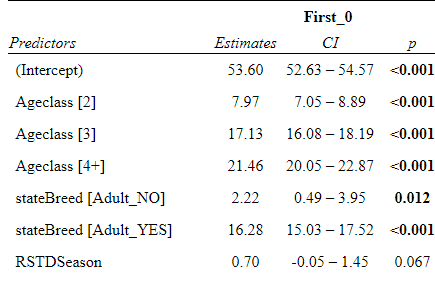 First_0
Predictors Estimates CI p
(Intercept) 53.60 52.63 – 54.57 <0.001
Ageclass [2] 7.97 7.05 – 8.89 <0.001
Ageclass [3] 17.13 16.08 – 18.19 <0.001
Ageclass [4+] 21.46 20.05 – 22.87 <0.001
stateBreed [Adult_NO] 2.22 0.49 – 3.95 0.012
stateBreed [Adult_YES] 16.28 15.03 – 17.52 <0.001
RSTDSeason 0.70 -0.05 – 1.45 0.067